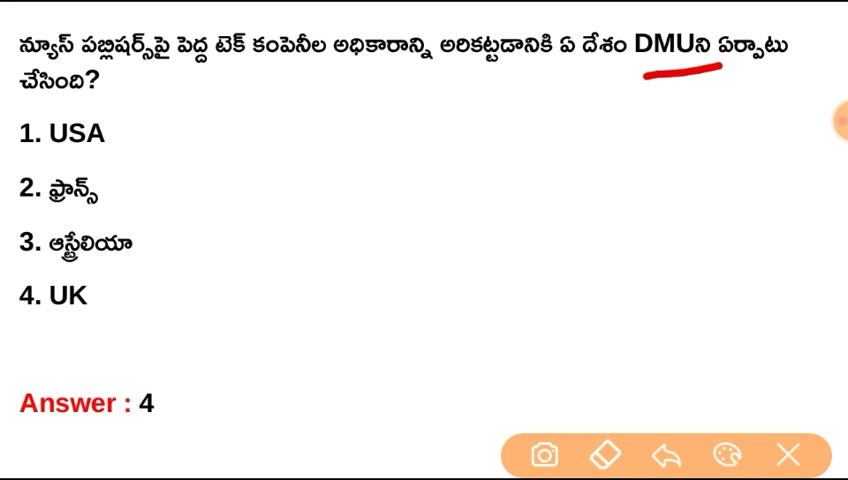 న్యూస్ పబ్లిషర్స్‌పై పెద్ద టెక్ కంపెనీల అధికారాన్ని అరికట్టడానికి ఏ దేశం DMUని ఏర్పాటు
చేసింది?
1. USA
2. ఫ్రాన్స్
3. ఆస్ట్రేలియా
4. UK
Answer : 4